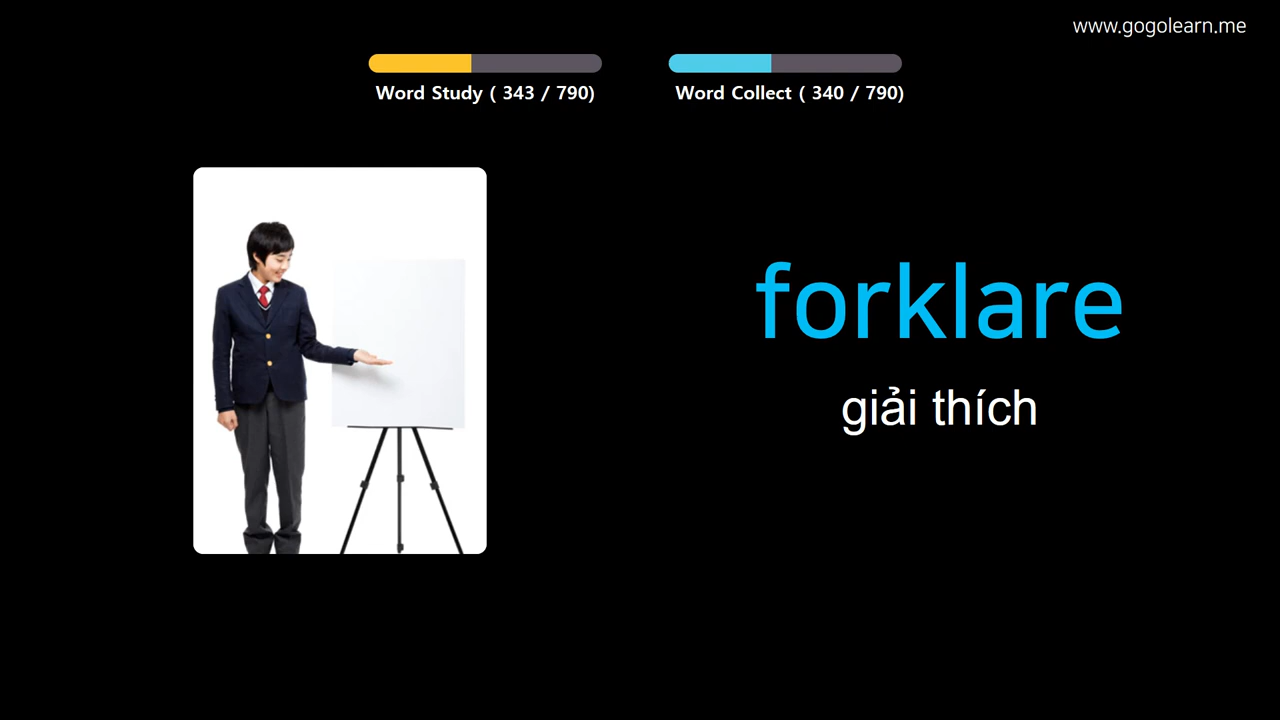 www.gogolearn.me
Word Study ( 343 / 790)
Word Collect ( 340 / 790)
forklare
giải thích